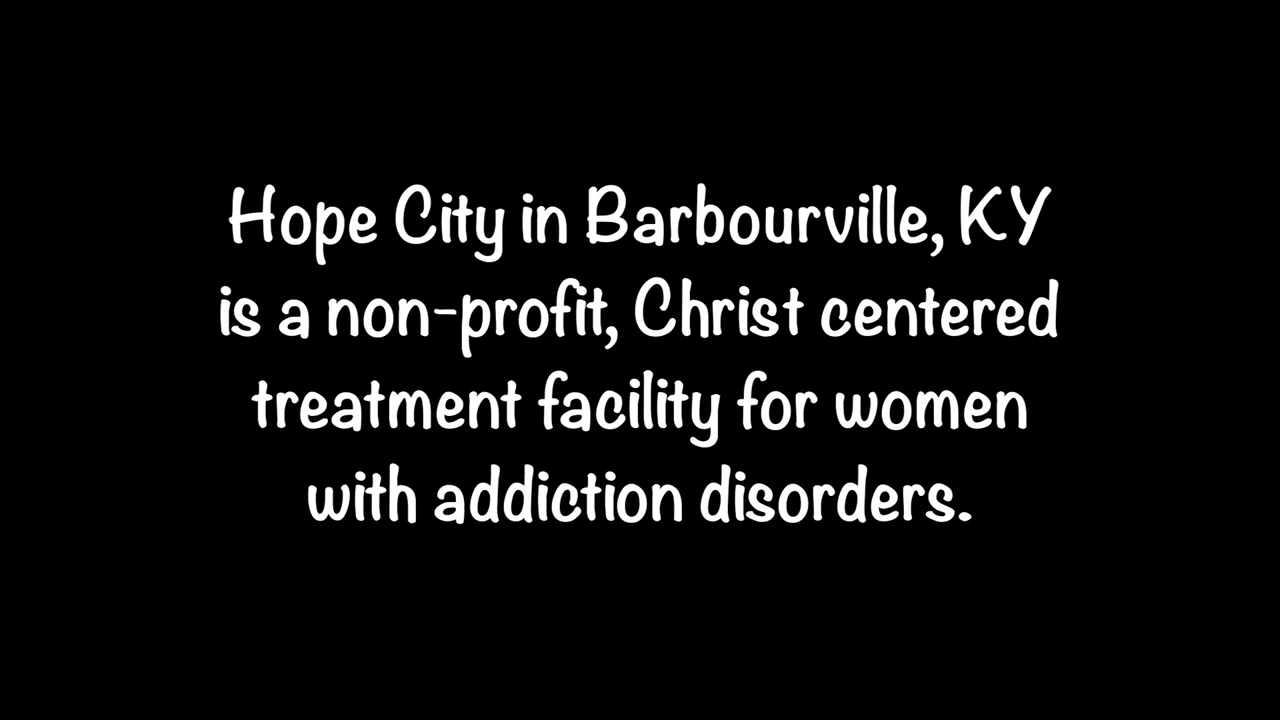 Hope City in Barbourville, KY
is a non-profit, Christ centered
treatment facility for women
with addiction disorders.